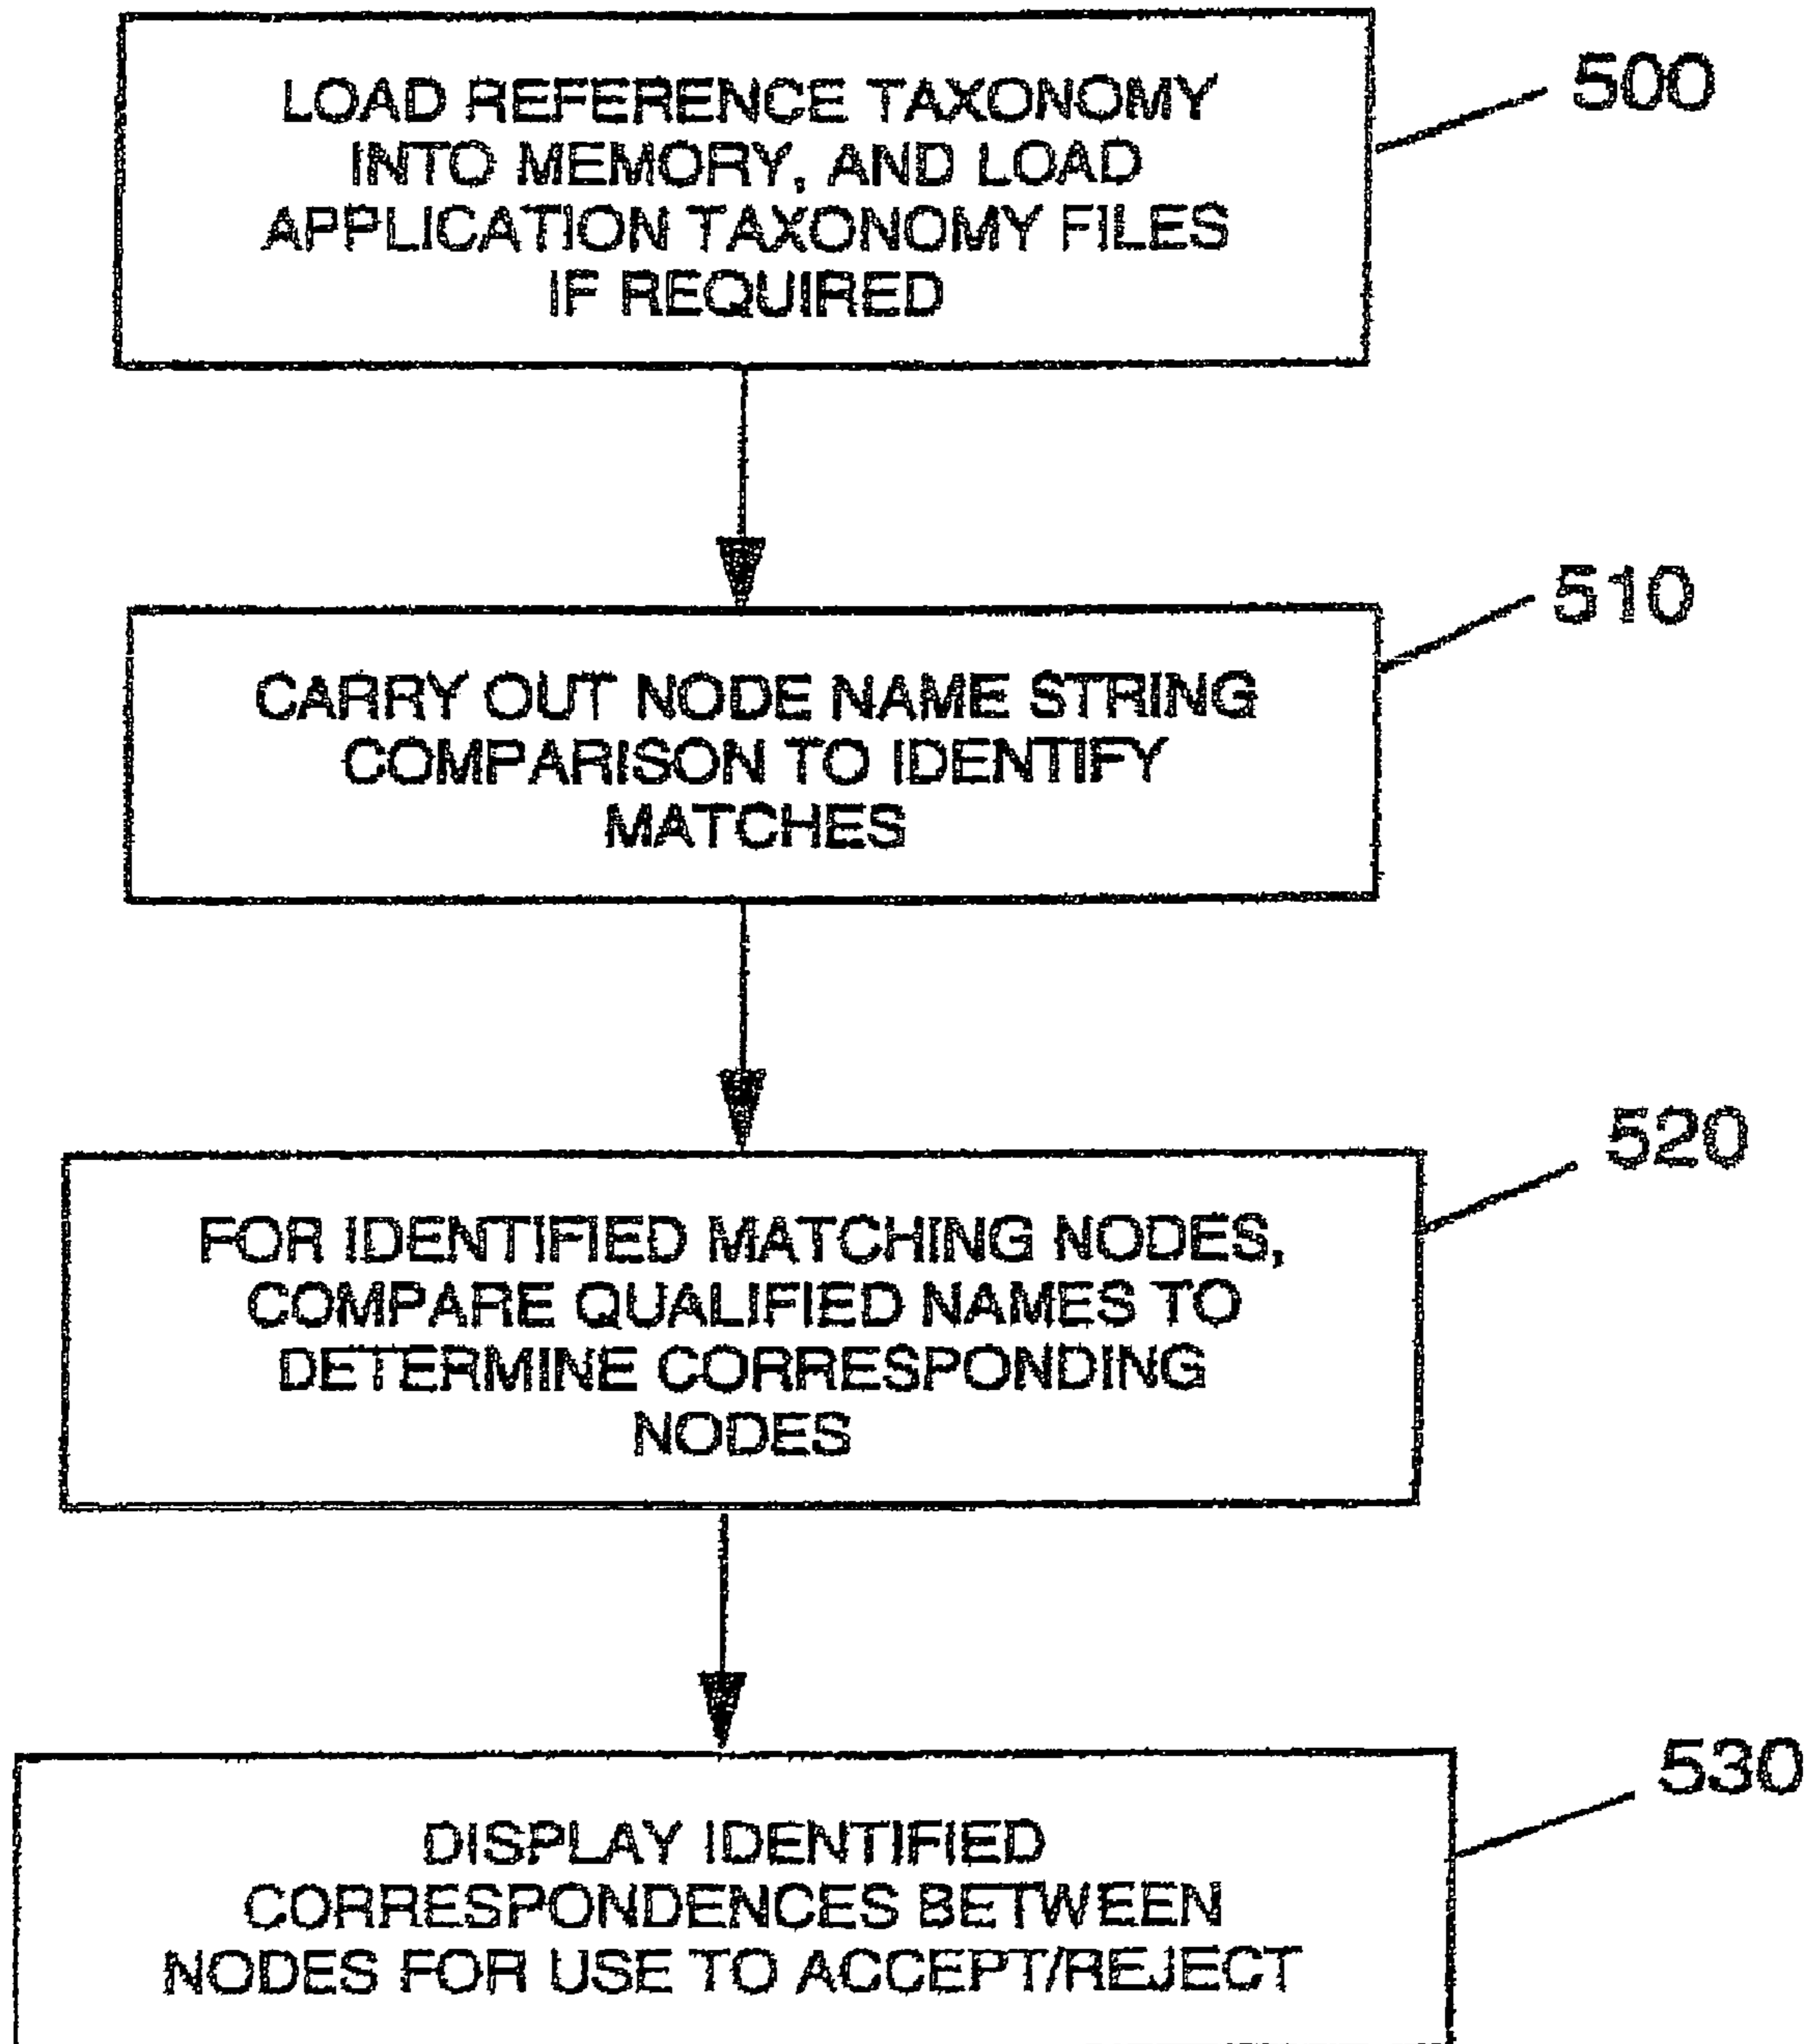 LOAD REFERENCE TAXONOMY
INTO MEMORY, AND LOAD
APPLICATION TAXONOMY FILES
IF REQUIRED
500
CARRY OUT NODE NAME STRING
COMPARISON TO IDENTIFY
MATCHES
510
FOR IDENTIFIED MATCHING NODES,
COMPARE QUALIFIED NAMES TO
DETERMINE CORRESPONDING
NODES
520
DISPLAY IDENTIFIED
CORRESPONDENCES BETWEEN
NODES FOR USE TO ACCEPT/REJECT
530